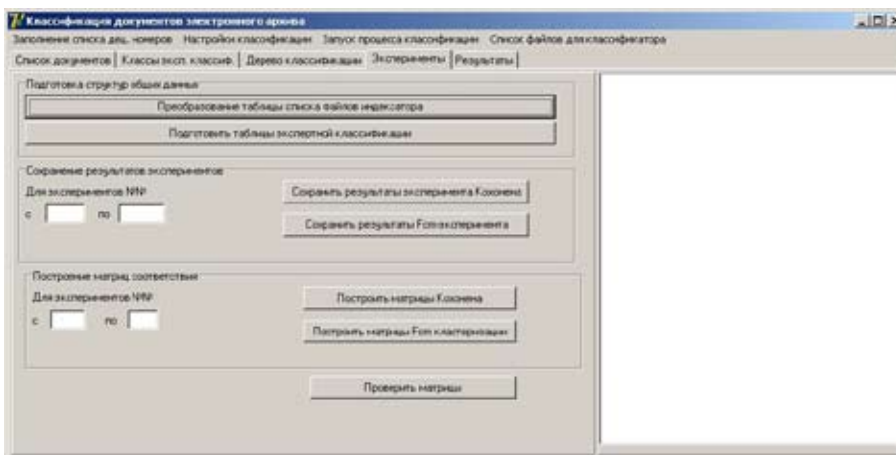 Классификация документов электронного архива
Заполнение списка дец. номеров Настройки классификации Запуск процесса классификации Список файлов для классификатора
Список документов Классы эксп. классиф. Дерево классификации Эксперименты Результаты
Подготовка структур общих данных
Преобразование таблицы списка файлов индексатора
Подготовить таблицы экспертной классификации
Сохранение результатов экспериментов
Для экспериментов №№
с по
Сохранить результаты эксперимента Кохонена
Сохранить результаты Fcm эксперимента
Построение матриц соответствия
Для экспериментов №№
с по
Построить матрицы Кохонена
Построить матрицы Fcm кластеризации
Проверить матрицы